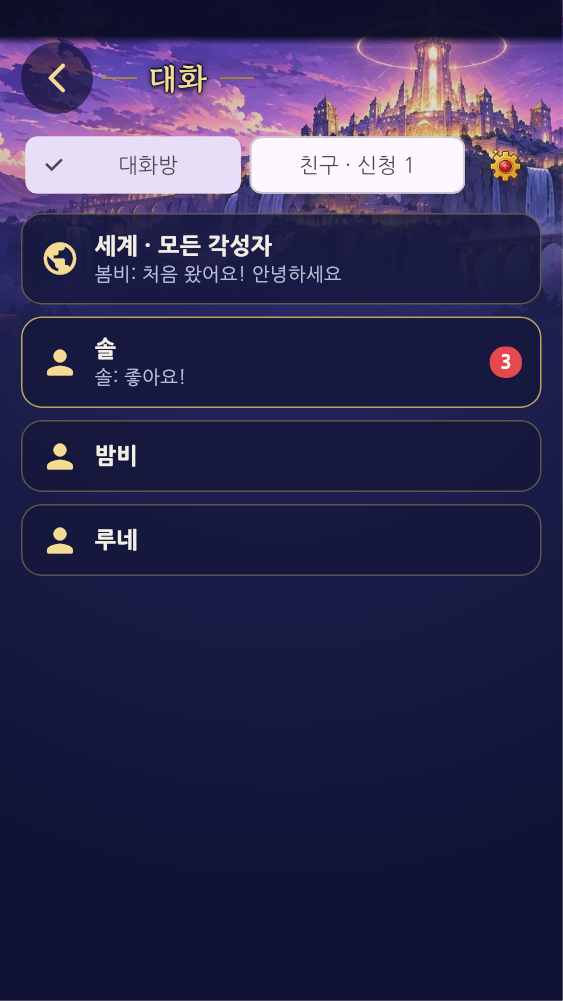 대화
대화방
친구 · 신청 1
세계 · 모든 각성자
봄비: 처음 왔어요! 안녕하세요
솔
솔: 좋아요!
3
밤비
루네